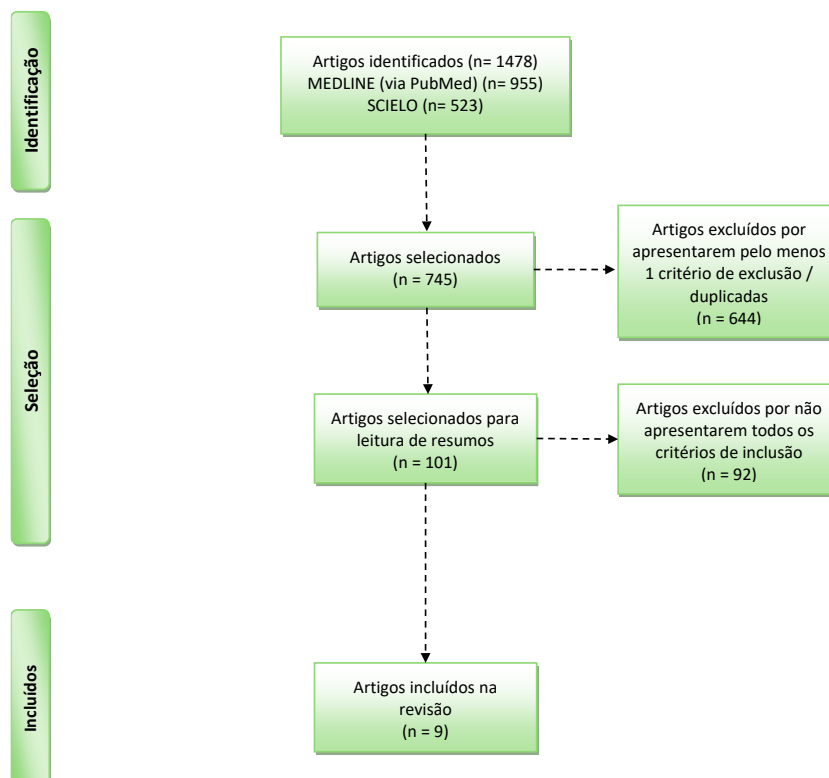 Identificação
Artigos identificados (n= 1478)
MEDLINE (via PubMed) (n= 955)
SCIELO (n= 523)
Seleção
Artigos selecionados
(n = 745)
Artigos excluídos por
apresentarem pelo menos
1 critério de exclusão /
duplicadas
(n = 644)
Artigos selecionados para
leitura de resumos
(n = 101)
Artigos excluídos por não
apresentarem todos os
critérios de inclusão
(n = 92)
Incluídos
Artigos incluídos na
revisão
(n = 9)